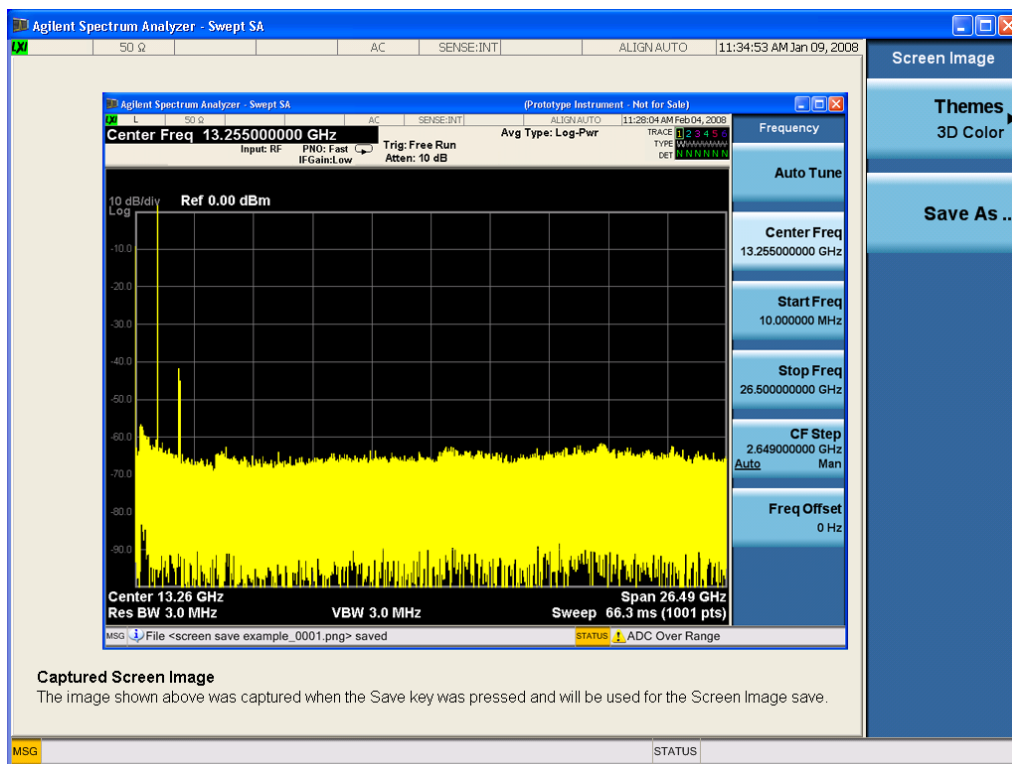 Agilent Spectrum Analyzer - Swept SA
LXI 50 Ω AC SENSE:INT ALIGN AUTO 11:34:53 AM Jan 09, 2008
Screen Image
Themes
3D Color
Save As ..
Agilent Spectrum Analyzer - Swept SA (Prototype Instrument - Not for Sale)
LXI L 50 Ω AC SENSE:INT ALIGNAUTO 11:28:04 AM Feb 04, 2008
Center Freq 13.255000000 GHz
Input: RF
PNO: Fast
IFGain:Low
Trig: Free Run
Atten: 10 dB
Avg Type: Log-Pwr
TRACE 1 2 3 4 5 6
TYPE WWWWWW
DET N N N N N N
10 dB/div Ref 0.00 dBm
Log
-10.0
-20.0
-30.0
-40.0
-50.0
-60.0
-70.0
-80.0
-90.0
Center 13.26 GHz Span 26.49 GHz
Res BW 3.0 MHz VBW 3.0 MHz Sweep 66.3 ms (1001 pts)
MSG File <screen save example_0001.png> saved STATUS ADC Over Range
Frequency
Auto Tune
Center Freq
13.255000000 GHz
Start Freq
10.000000 MHz
Stop Freq
26.500000000 GHz
CF Step
2.649000000 GHz
Auto Man
Freq Offset
0 Hz
Captured Screen Image
The image shown above was captured when the Save key was pressed and will be used for the Screen Image save.
MSG STATUS